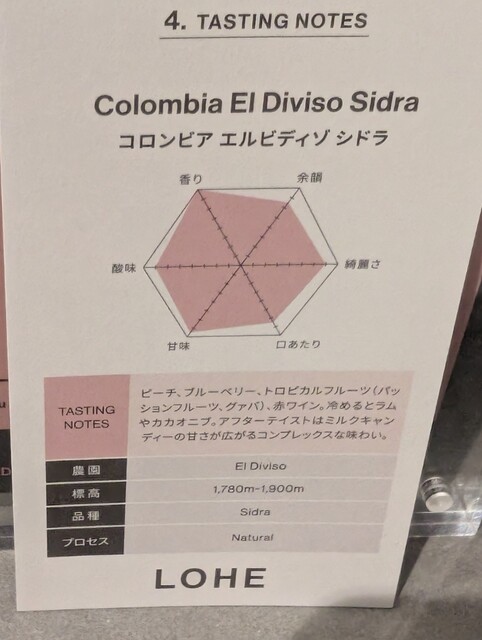 4. TASTING NOTES
Colombia El Diviso Sidra
コロンビア エルビディゾ シドラ
香り
余韻
酸味
綺麗さ
甘味
口あたり
TASTING
NOTES
ピーチ、ブルーベリー、トロピカルフルーツ(パッ
ションフルーツ、グァバ)、赤ワイン。冷めるとラム
やカカオニブ。アフターテイストはミルクキャン
ディーの甘さが広がるコンプレックスな味わい。
農園
El Diviso
標高
1,780m-1,900m
品種
Sidra
プロセス
Natural
LOHE